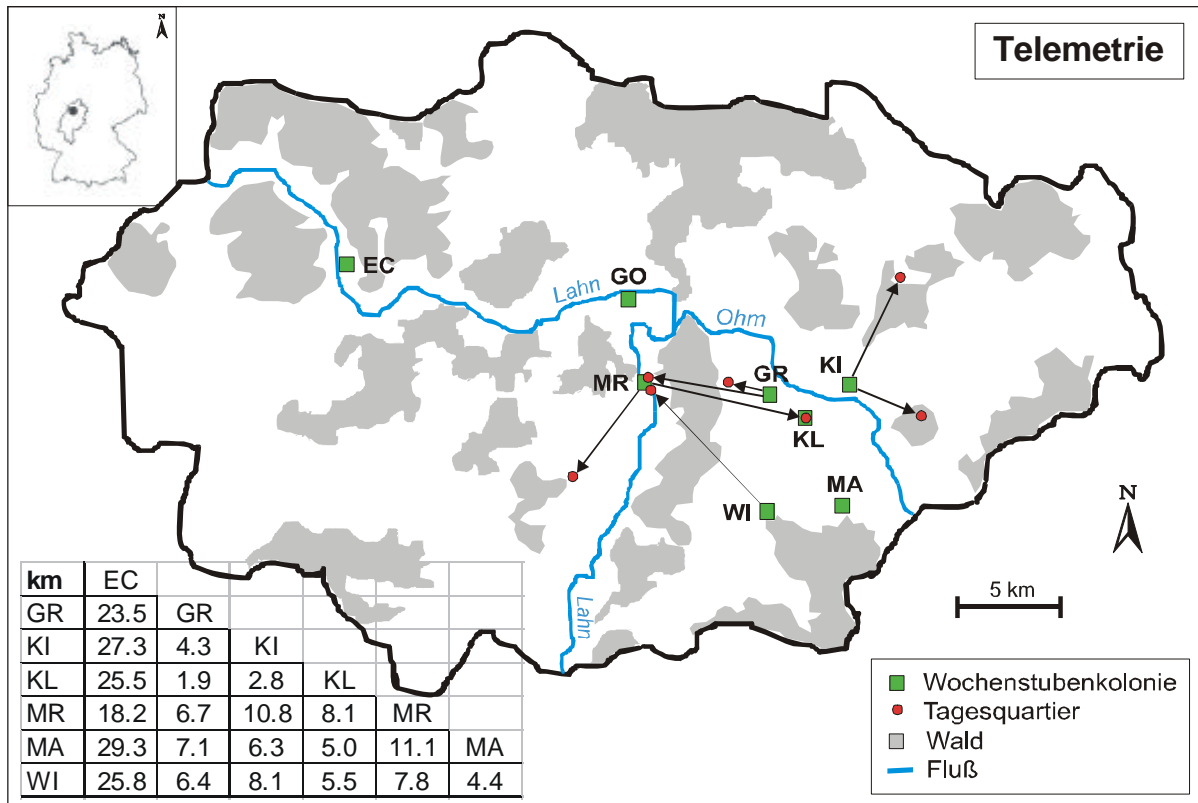 N
Telemetrie
EC
GO
Lahn
Ohm
MR
GR
KI
KL
WI
MA
N
5 km
Lahn
km EC
GR 23.5 GR
KI 27.3 4.3 KI
KL 25.5 1.9 2.8 KL
MR 18.2 6.7 10.8 8.1 MR
MA 29.3 7.1 6.3 5.0 11.1 MA
WI 25.8 6.4 8.1 5.5 7.8 4.4
Wochenstubenkolonie
Tagesquartier
Wald
Fluß